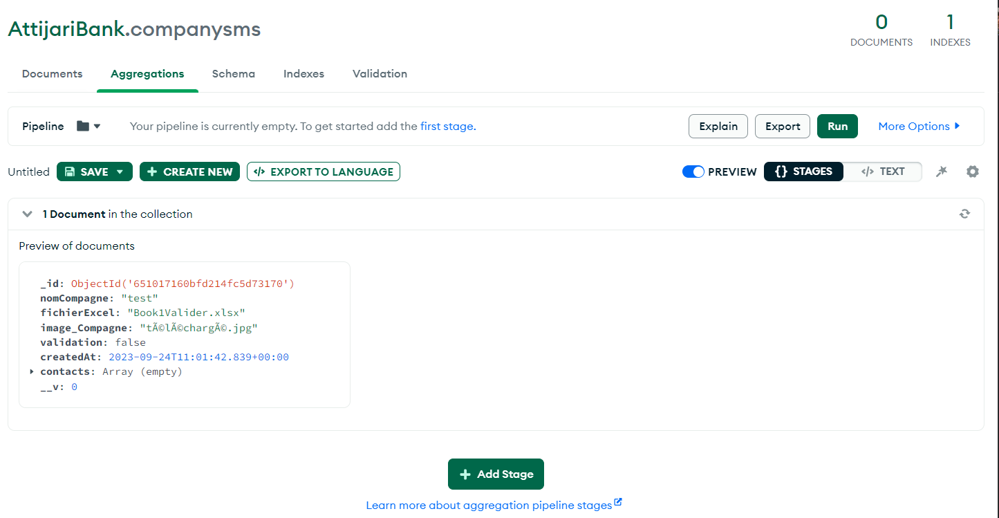 AttijariBank.companysms
0 1
DOCUMENTS INDEXES
Documents Aggregations Schema Indexes Validation
Pipeline Your pipeline is currently empty. To get started add the first stage. Explain Export Run More Options
Untitled SAVE CREATE NEW </> EXPORT TO LANGUAGE PREVIEW {} STAGES </> TEXT
1 Document in the collection
Preview of documents
_id: ObjectId('651017160bfd214fc5d73170')
nomCompagne: "test"
fichierExcel: "Book1Valider.xlsx"
image_Compagne: "tÃ©lÃ©chargÃ©.jpg"
validation: false
createdAt: 2023-09-24T11:01:42.839+00:00
contacts: Array (empty)
__v: 0
+ Add Stage
Learn more about aggregation pipeline stages